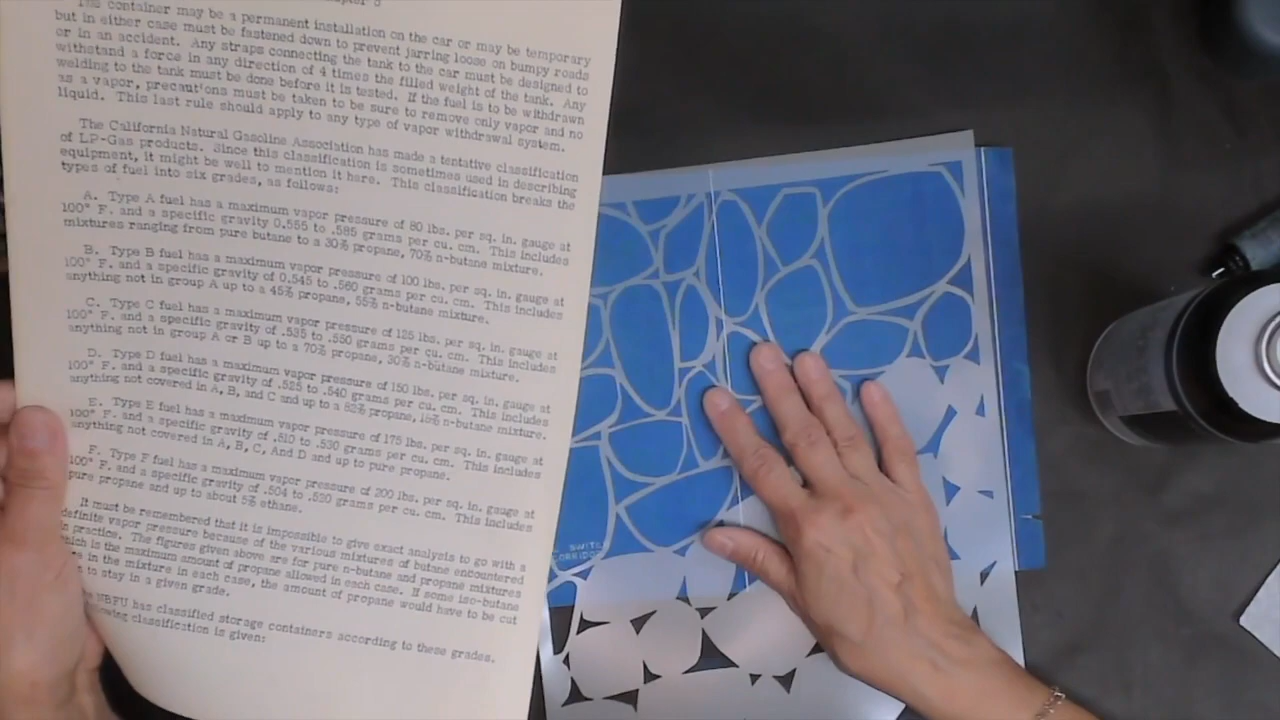 container may be a permanent installation on the car or may be temporary
but in either case must be fastened down to prevent jarring loose on bumpy roads
or in an accident. Any straps connecting the tank to the car must be designed to
withstand a force in any direction of 4 times the filled weight of the tank. Any
welding to the tank must be done before it is tested. If the fuel is to be withdrawn
as a vapor, precautions must be taken to be sure to remove only vapor and no
liquid. This last rule should apply to any type of vapor withdrawal system.
The California Natural Gasoline Association has made a tentative classification
of LP-Gas products. Since this classification is sometimes used in describing
equipment, it might be well to mention it here. This classification breaks the
types of fuel into six grades, as follows:
A. Type A fuel has a maximum vapor pressure of 80 lbs. per sq. in. gauge at
100° F. and a specific gravity 0.555 to .585 grams per cu. cm. This includes
mixtures ranging from pure butane to a 30% propane, 70% n-butane mixture.
B. Type B fuel has a maximum vapor pressure of 100 lbs. per sq. in. gauge at
100° F. and a specific gravity of 0.545 to .560 grams per cu. cm. This includes
anything not in group A up to a 45% propane, 55% n-butane mixture.
C. Type C fuel has a maximum vapor pressure of 125 lbs. per sq. in. gauge at
100° F. and a specific gravity of .535 to .550 grams per cu. cm. This includes
anything not in group A or B up to a 70% propane, 30% n-butane mixture.
D. Type D fuel has a maximum vapor pressure of 150 lbs. per sq. in. gauge at
100° F. and a specific gravity of .525 to .540 grams per cu. cm. This includes
anything not covered in A, B, and C and up to a 82% propane, n-butane mixture.
E. Type E fuel has a maximum vapor pressure of 175 lbs. per sq. in. gauge at
100° F. and a specific gravity of .510 to .530 grams per cu. cm. This includes
anything not covered in A, B, C, And D and up to pure propane.
F. Type F fuel has a maximum vapor pressure of 200 lbs. per sq. in. gauge at
100° F. and a specific gravity of .504 to .520 grams per cu. cm. This includes
pure propane and up to about 5% ethane.
It must be remembered that it is impossible to give exact analysis to go with a
definite vapor pressure because of the various mixtures of butane encountered
in practice. The figures given above are for pure n-butane and propane mixtures
which is the maximum amount of propane allowed in each case. If some iso-butane
in the mixture in each case, the amount of propane would have to be cut
to stay in a given grade.
NBFU has classified storage containers according to these grades.
classification is given: